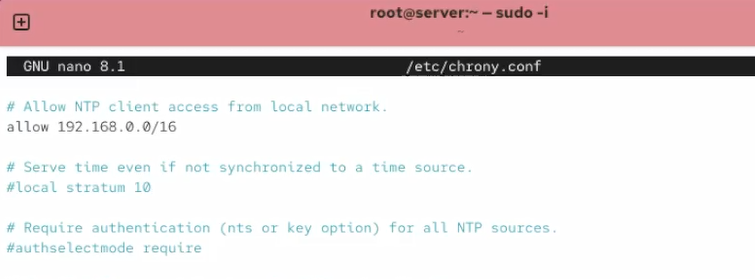 root@server:~ — sudo -i
~
GNU nano 8.1 /etc/chrony.conf
# Allow NTP client access from local network.
allow 192.168.0.0/16
# Serve time even if not synchronized to a time source.
#local stratum 10
# Require authentication (nts or key option) for all NTP sources.
#authselectmode require